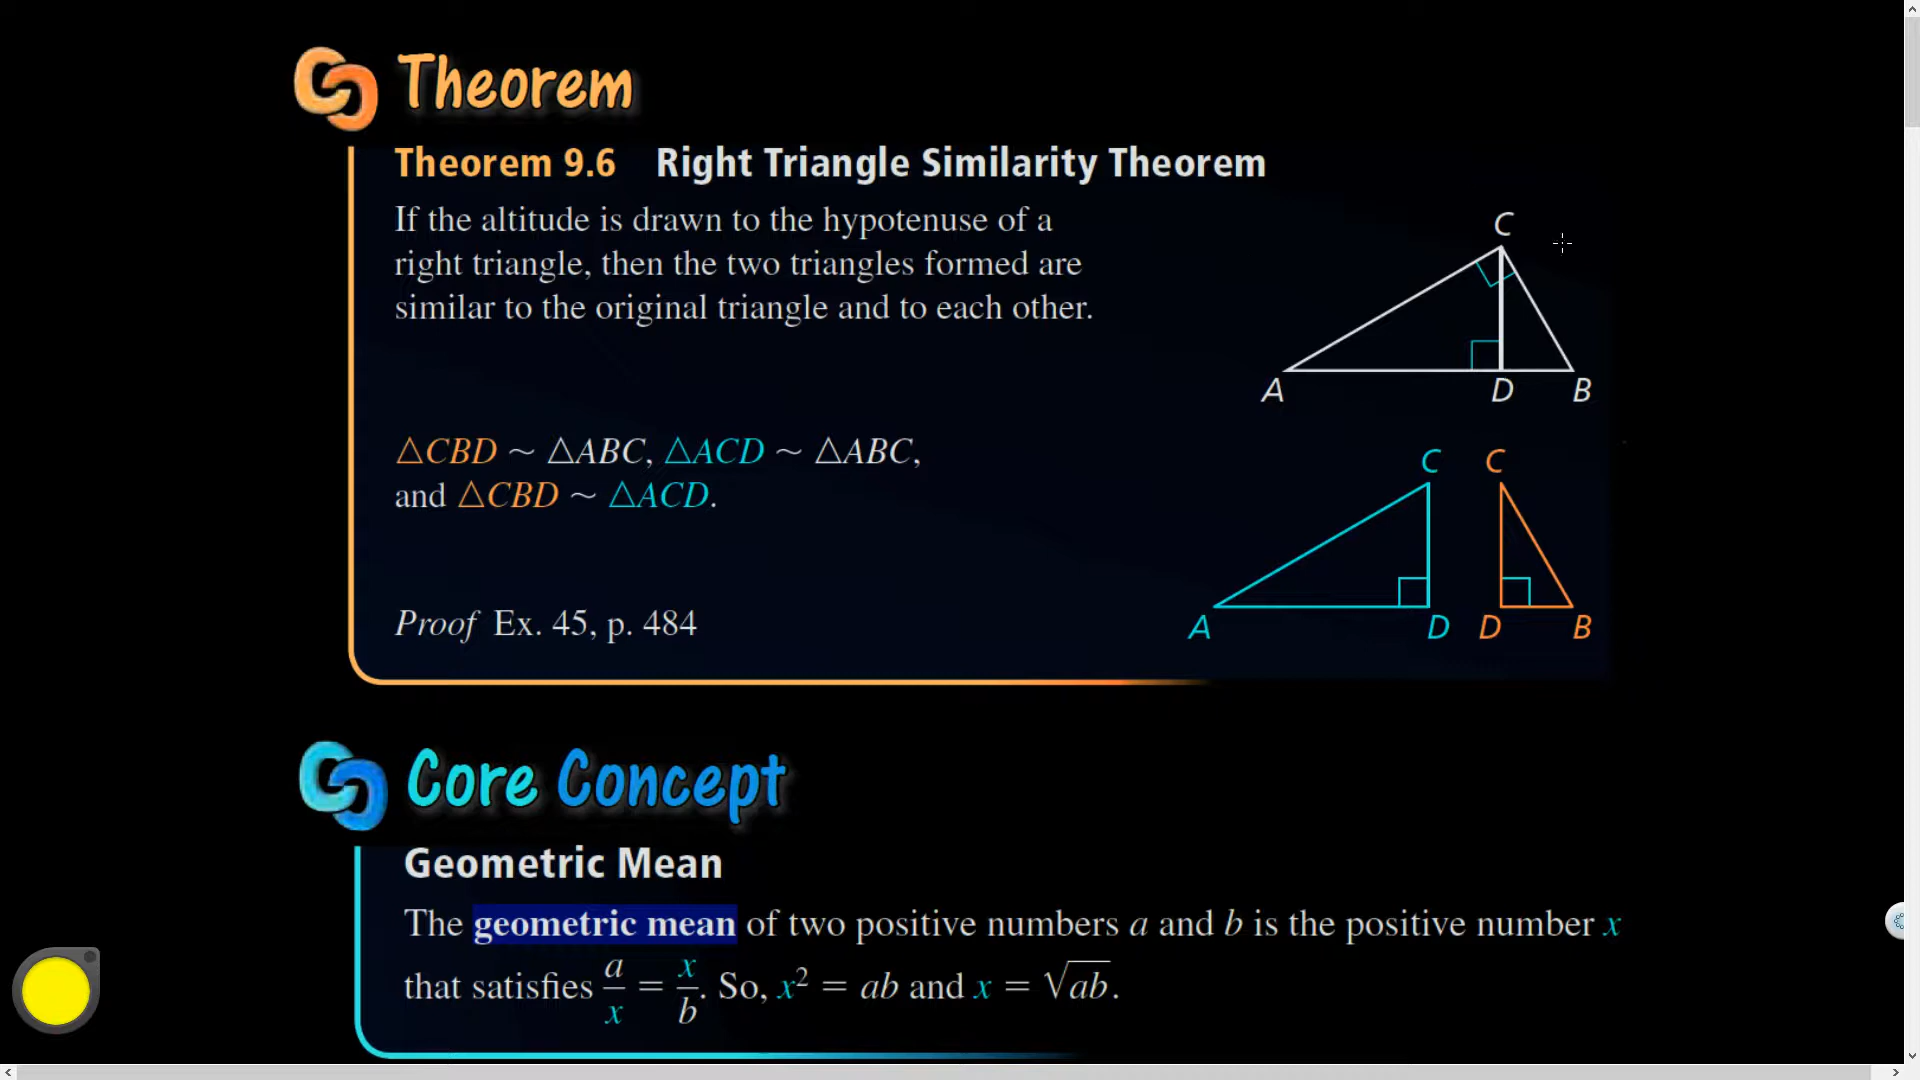 Theorem
Theorem 9.6 Right Triangle Similarity Theorem
If the altitude is drawn to the hypotenuse of a
right triangle, then the two triangles formed are
similar to the original triangle and to each other.
C
A D B
△CBD ~ △ABC, △ACD ~ △ABC,
and △CBD ~ △ACD.
C C
A D D B
Proof Ex. 45, p. 484
Core Concept
Geometric Mean
The geometric mean of two positive numbers a and b is the positive number x
that satisfies a/x = x/b. So, x² = ab and x = √ab.